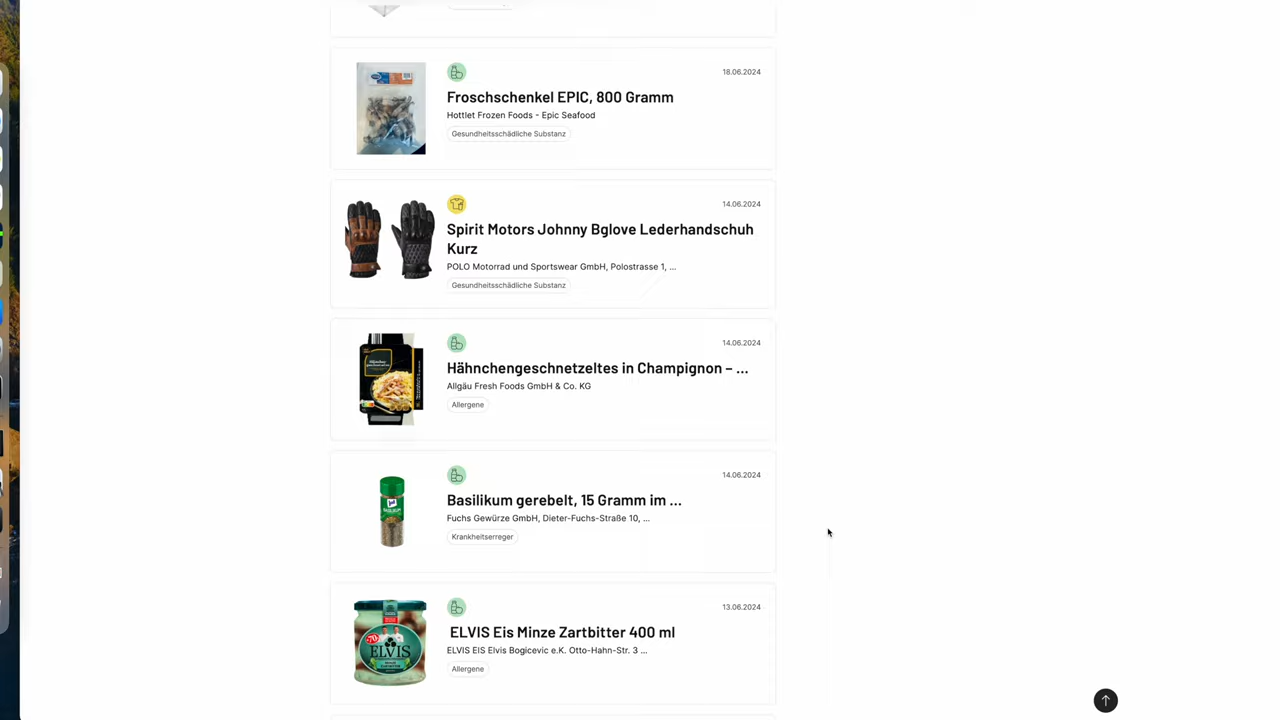 18.06.2024
Froschschenkel EPIC, 800 Gramm
Hottlet Frozen Foods - Epic Seafood
Gesundheitsschädliche Substanz
14.06.2024
Spirit Motors Johnny Bglove Lederhandschuh
Kurz
POLO Motorrad und Sportswear GmbH, Polostrasse 1, ...
Gesundheitsschädliche Substanz
14.06.2024
Hähnchengeschnetzeltes in Champignon – ...
Allgäu Fresh Foods GmbH & Co. KG
Allergene
14.06.2024
Basilikum gerebelt, 15 Gramm im ...
Fuchs Gewürze GmbH, Dieter-Fuchs-Straße 10, ...
Krankheitserreger
BASILIKUM
13.06.2024
ELVIS Eis Minze Zartbitter 400 ml
ELVIS EIS Elvis Bogicevic e.K. Otto-Hahn-Str. 3 ...
Allergene
-70
ELVIS